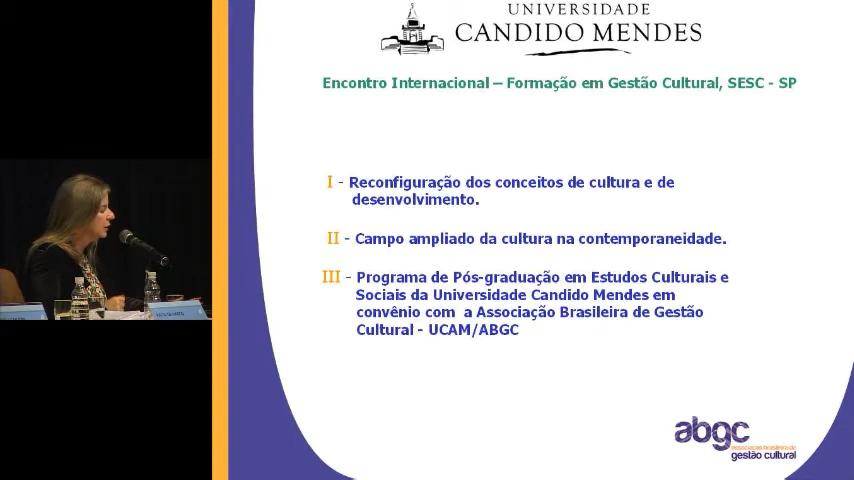 UNIVERSIDADE
CANDIDO MENDES
Encontro Internacional – Formação em Gestão Cultural, SESC - SP
I - Reconfiguração dos conceitos de cultura e de
desenvolvimento.
II - Campo ampliado da cultura na contemporaneidade.
III - Programa de Pós-graduação em Estudos Culturais e
Sociais da Universidade Candido Mendes em
convênio com a Associação Brasileira de Gestão
Cultural - UCAM/ABGC
abgc
associação brasileira de
gestão cultural